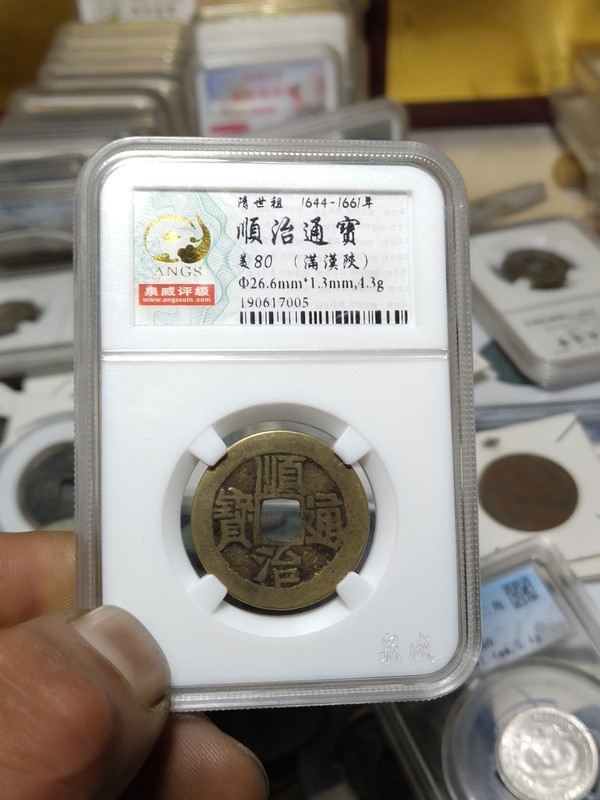 清世祖 1644-1661年
順治通寶
美80 (滿漢陝)
Φ26.6mm*1.3mm,4.3g
190617005
ANGS
泉威评级
www.angscoin.com
順
寶 通
治
泉威